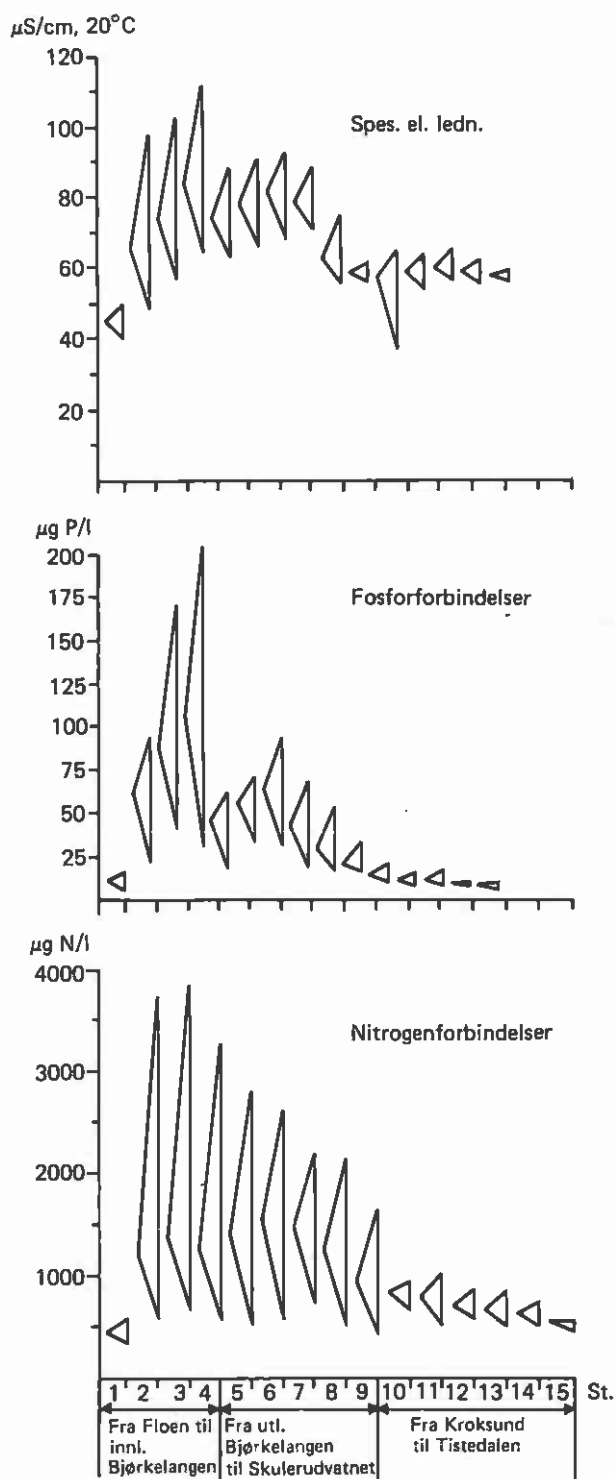 µS/cm, 20°C
120
100
80
60
40
20
Spes. el. ledn.
µg P/l
200
175
150
125
100
75
50
25
Fosforforbindelser
µg N/l
4000
3000
2000
1000
Nitrogenforbindelser
1 2 3 4 5 6 7 8 9 10 11 12 13 14 15 St.
Fra Floen til
innl.
Bjørkelangen
Fra utl.
Bjørkelangen
til Skulerudvatnet
Fra Kroksund
til Tistedalen